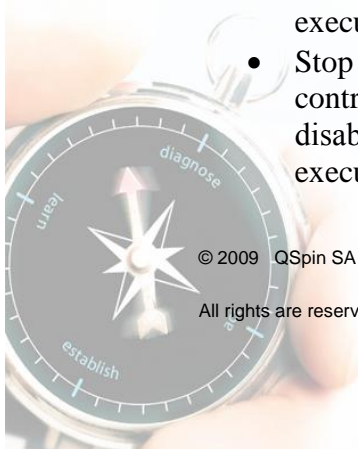 execu
• Stop
contr
disab
execu
diagnose
learn
© 2009 QSpin SA
All rights are reserv
establish